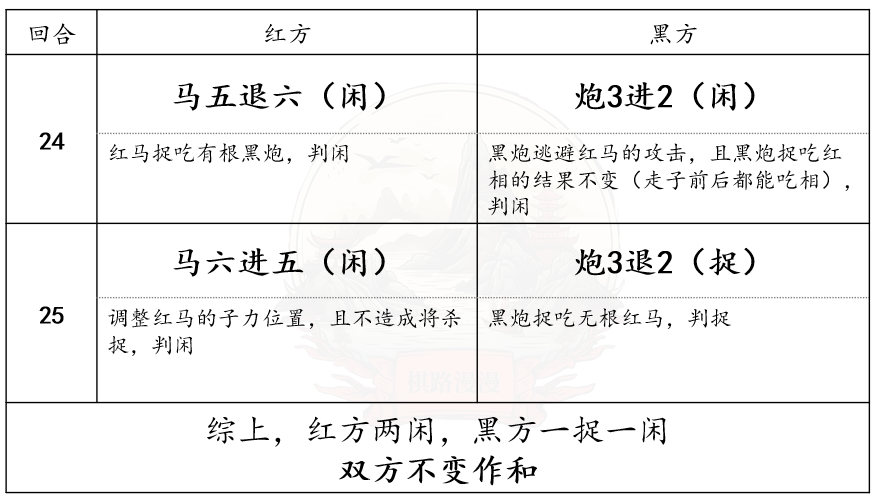 回合 红方 黑方
24
马五退六（闲） 炮3进2（闲）
红马捉吃有根黑炮，判闲
黑炮逃避红马的攻击，且黑炮捉吃红
相的结果不变（走子前后都能吃相），
判闲
25
马六进五（闲） 炮3退2（捉）
调整红马的子力位置，且不造成将杀
捉，判闲
黑炮捉吃无根红马，判捉
棋路漫漫
综上，红方两闲，黑方一捉一闲
双方不变作和